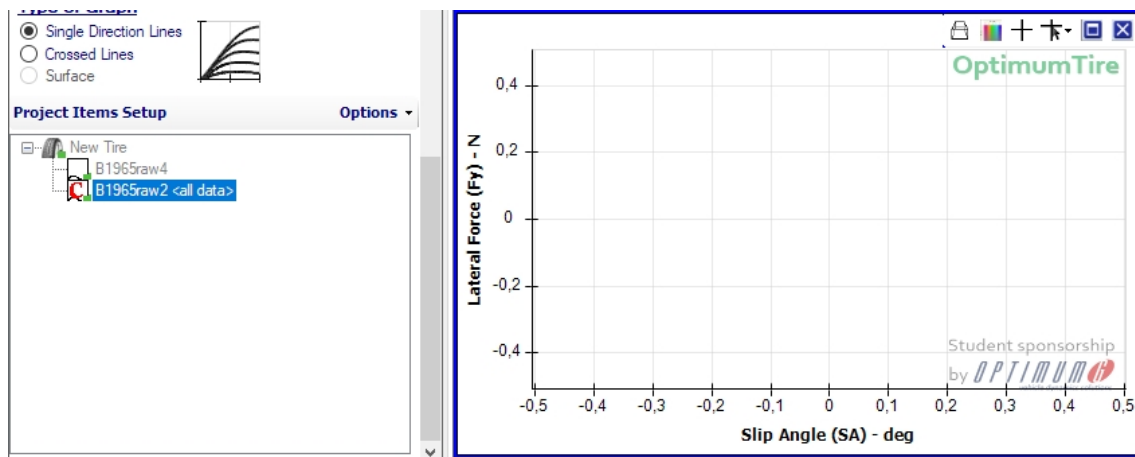 Type of Graph
Single Direction Lines
Crossed Lines
Surface
Project Items Setup
Options
New Tire
B1965raw4
C B1965raw2 <all data>
OptimumTire
Lateral Force (Fy) - N
0,4
0,2
0
-0,2
-0,4
Student sponsorship
by OPTIMUM G
-0,5 -0,4 -0,3 -0,2 -0,1 0 0,1 0,2 0,3 0,4 0,5
Slip Angle (SA) - deg